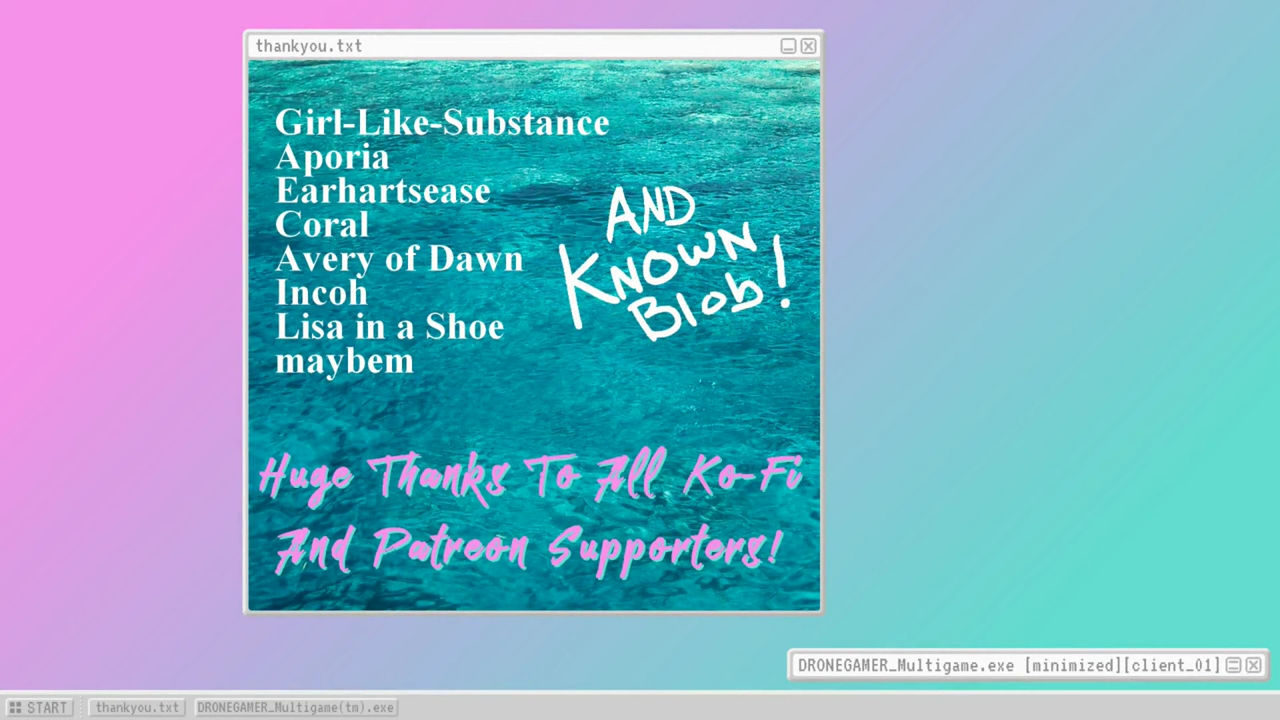 thankyou.txt
Girl-Like-Substance
Aporia
Earhartsease
Coral
Avery of Dawn
Incoh
Lisa in a Shoe
maybem
AND
KNOWN
Blob!
Huge Thanks To All Ko-Fi
And Patreon Supporters!
DRONEGAMER_Multigame.exe [minimized][client_01]
START
thankyou.txt
DRONEGAMER_Multigame(tm).exe